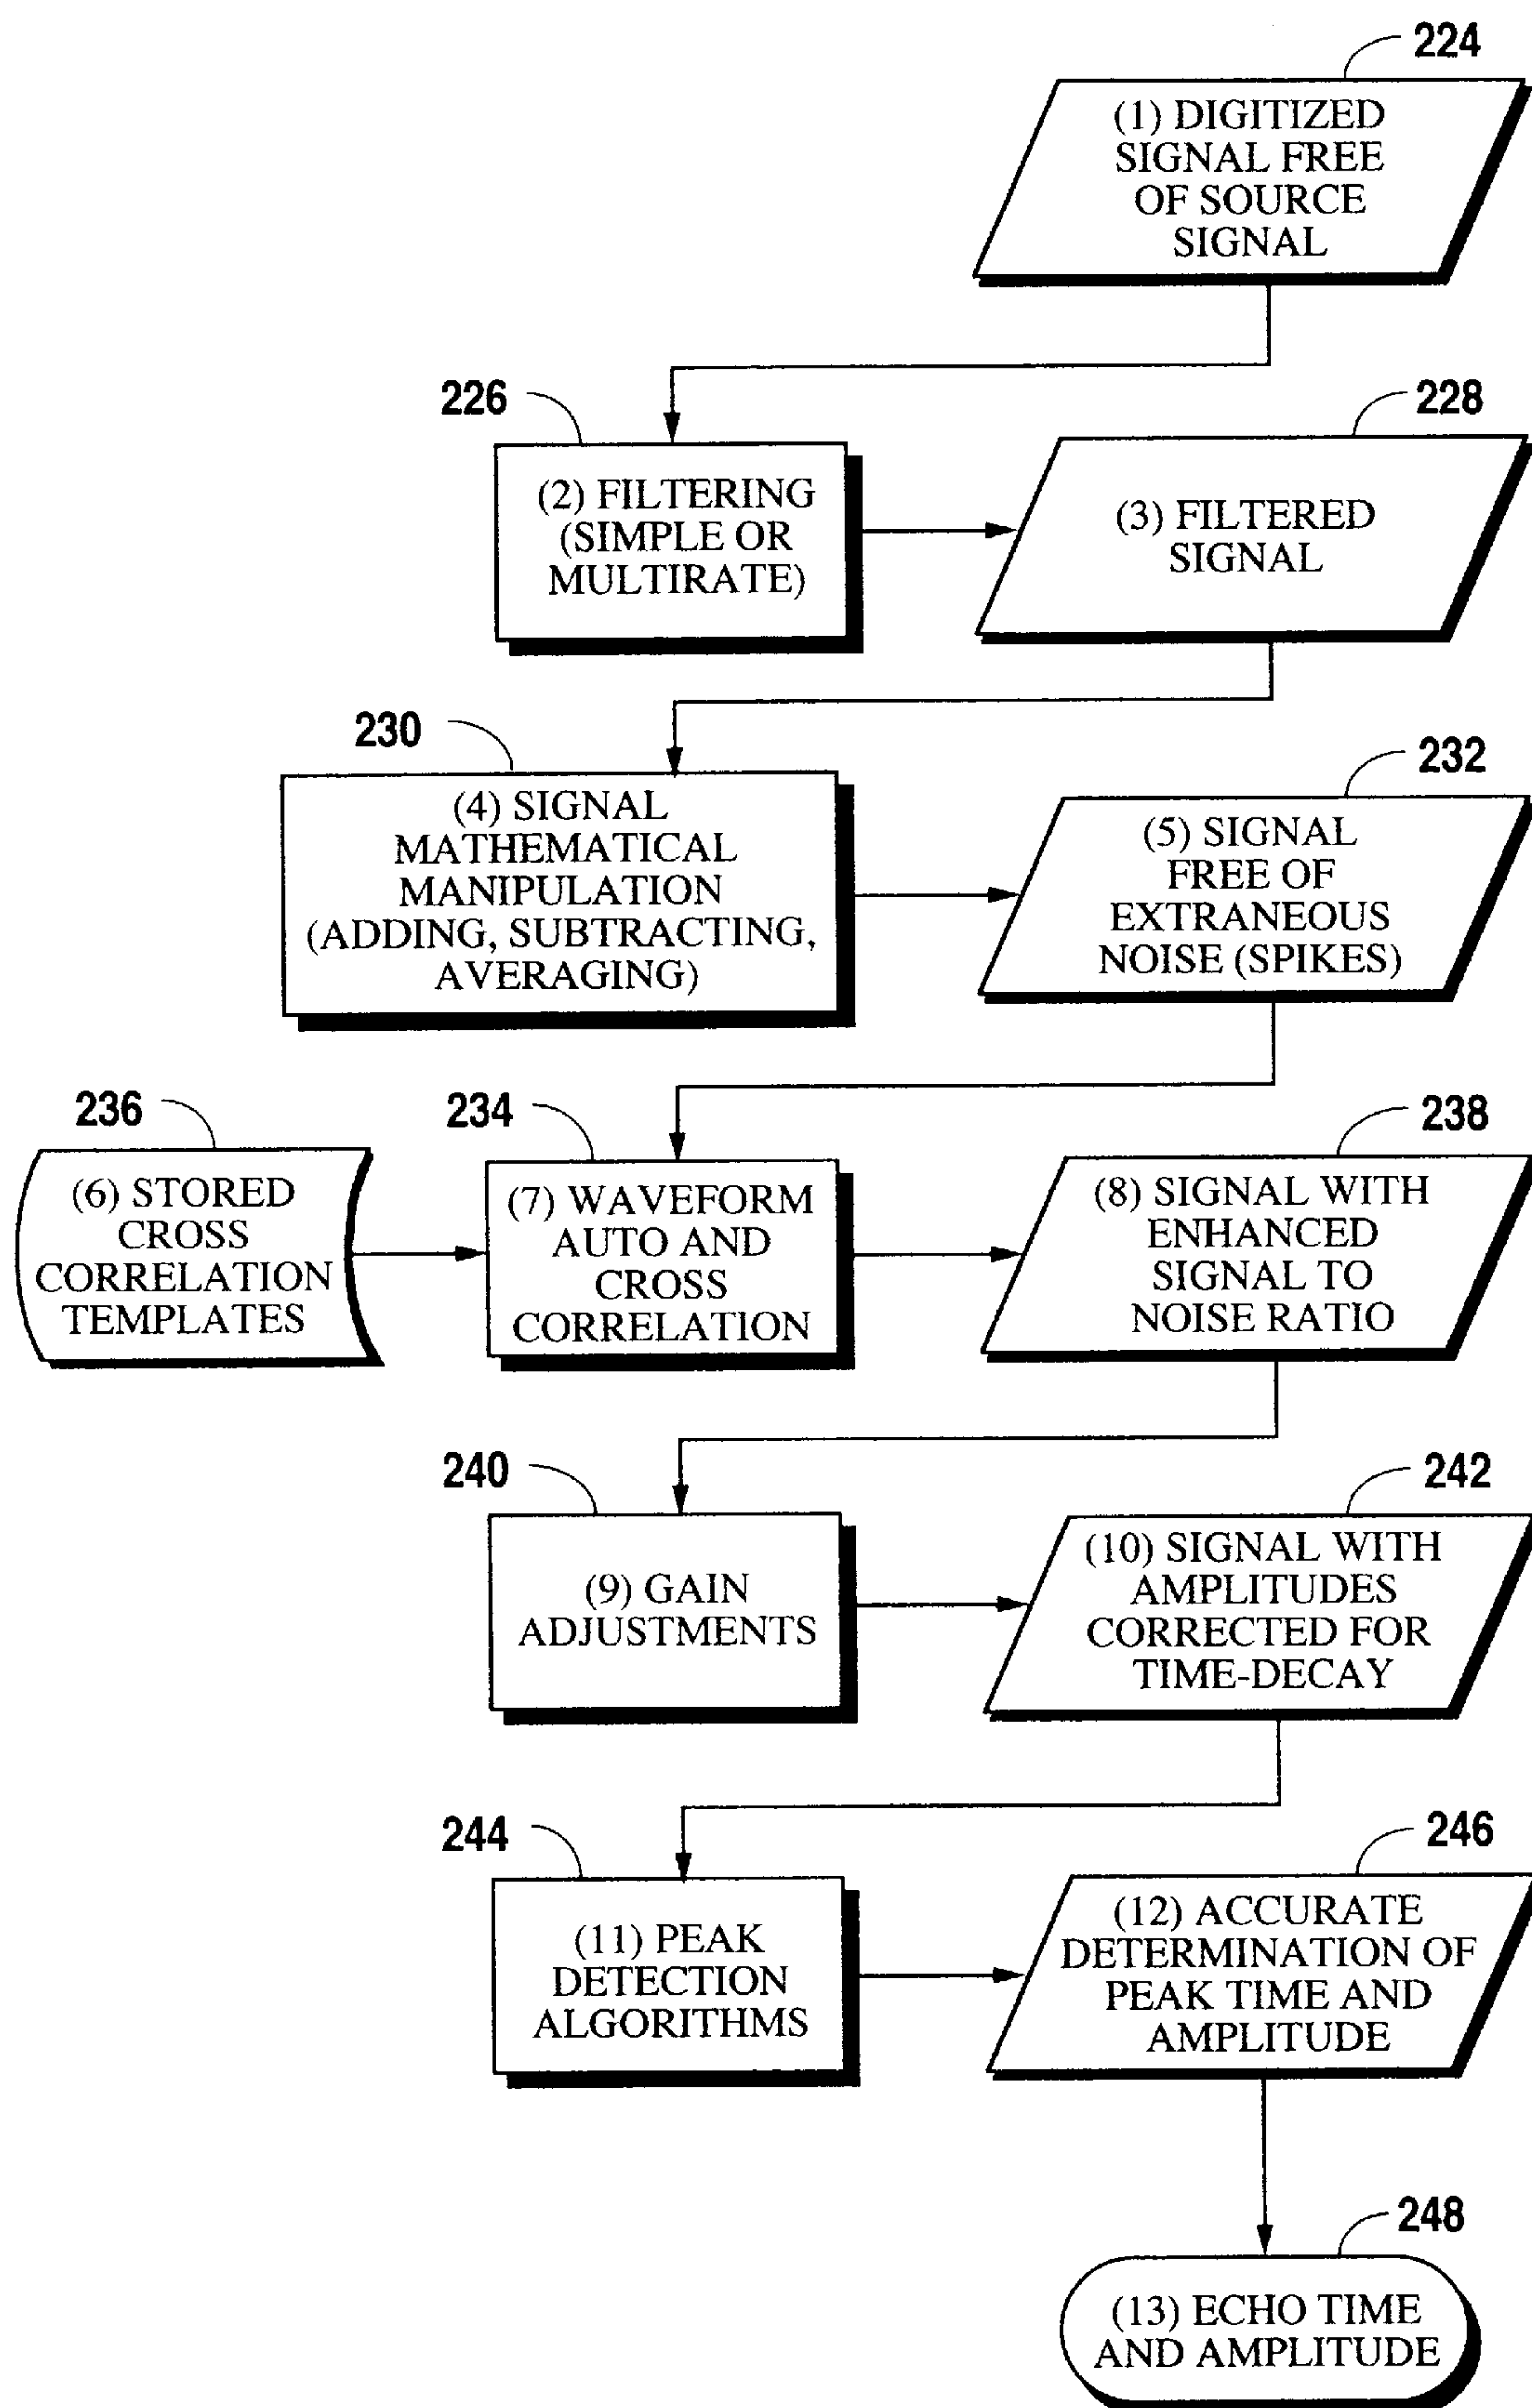 224
(1) DIGITIZED
SIGNAL FREE
OF SOURCE
SIGNAL
226
(2) FILTERING
(SIMPLE OR
MULTIRATE)
228
(3) FILTERED
SIGNAL
230
(4) SIGNAL
MATHEMATICAL
MANIPULATION
(ADDING, SUBTRACTING,
AVERAGING)
232
(5) SIGNAL
FREE OF
EXTRANEOUS
NOISE (SPIKES)
236
(6) STORED
CROSS
CORRELATION
TEMPLATES
234
(7) WAVEFORM
AUTO AND
CROSS
CORRELATION
238
(8) SIGNAL WITH
ENHANCED
SIGNAL TO
NOISE RATIO
240
(9) GAIN
ADJUSTMENTS
242
(10) SIGNAL WITH
AMPLITUDES
CORRECTED FOR
TIME-DECAY
244
(11) PEAK
DETECTION
ALGORITHMS
246
(12) ACCURATE
DETERMINATION OF
PEAK TIME AND
AMPLITUDE
248
(13) ECHO TIME
AND AMPLITUDE